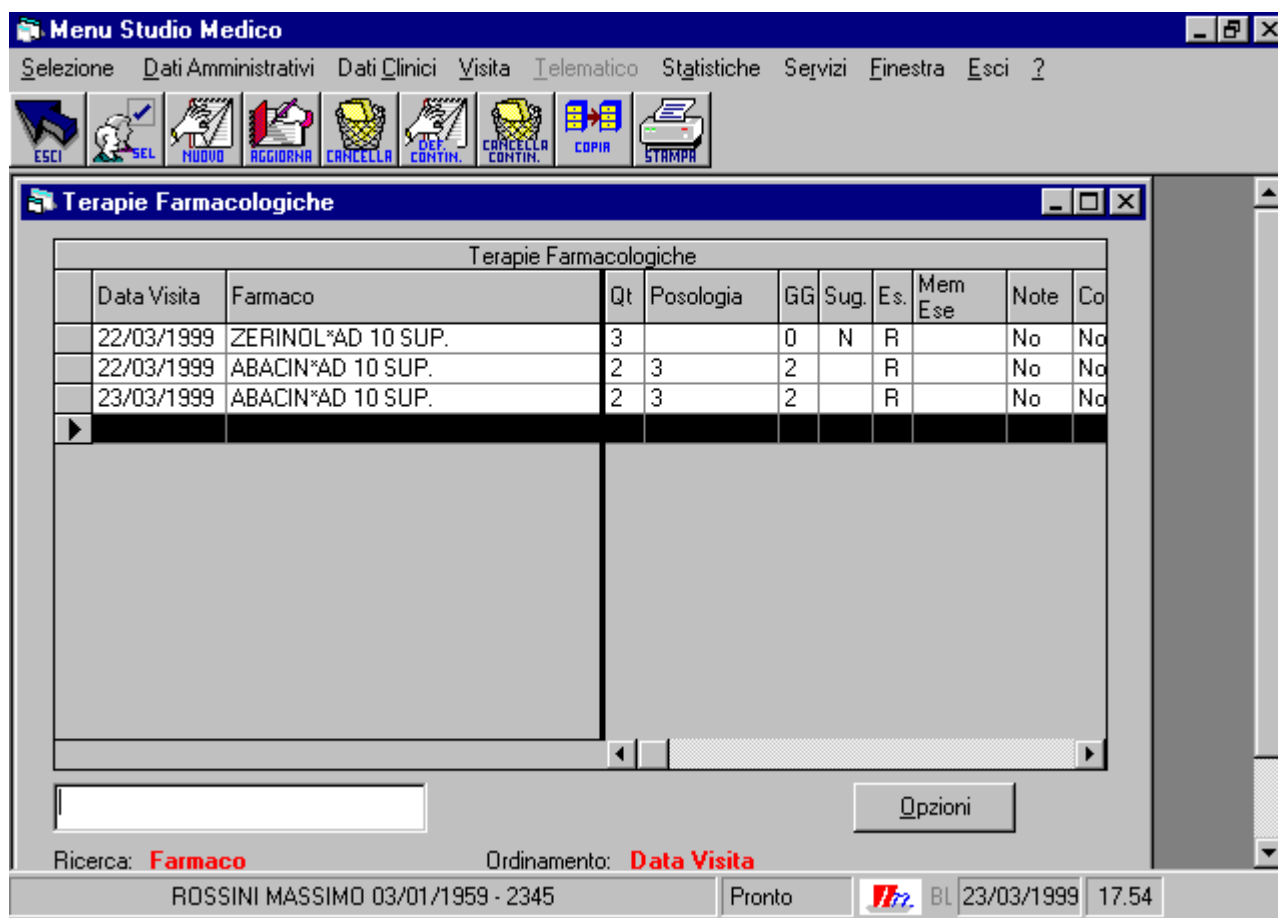 Menu Studio Medico
Selezione Dati Amministrativi Dati Clinici Visita Telematico Statistiche Servizi Finestra Esci ?
ESCI SEL NUOVO AGGIORNA CANCELLA DEF. CONTIN. CANCELLA CONTIN. COPIA STAMPA
Terapie Farmacologiche
Terapie Farmacologiche
Data Visita Farmaco Qt Posologia GG Sug. Es. Mem Ese Note Co
22/03/1999 ZERINOL*AD 10 SUP. 3 0 N R No No
22/03/1999 ABACIN*AD 10 SUP. 2 3 2 R No No
23/03/1999 ABACIN*AD 10 SUP. 2 3 2 R No No
Opzioni
Ricerca: Farmaco Ordinamento: Data Visita
ROSSINI MASSIMO 03/01/1959 - 2345 Pronto BL 23/03/1999 17.54